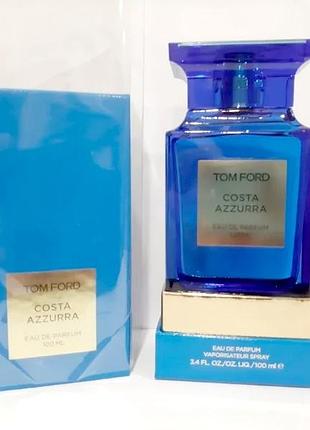 TOM FORD
COSTA
AZZURRA
EAU DE PARFUM
100 ML
TOM FORD
COSTA
AZZURRA
EAU DE PARFUM
EAU DE PARFUM
VAPORISATEUR SPRAY
3.4 FL. OZ./OZ. LIQ./100 ml ℮